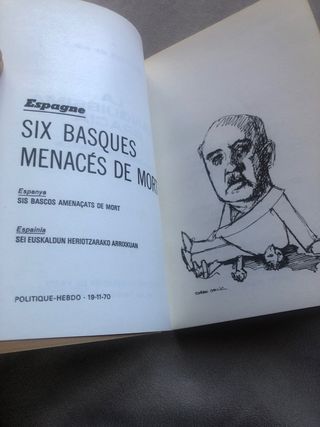 Espagne
SIX BASQUES
MENACÉS DE MORT
Espanya
SIS BASCOS AMENAÇATS DE MORT
Espainia
SEI EUSKALDUN HERIOTZARAKO ARRIXKUAN
POLITIQUE-HEBDO - 19-11-70